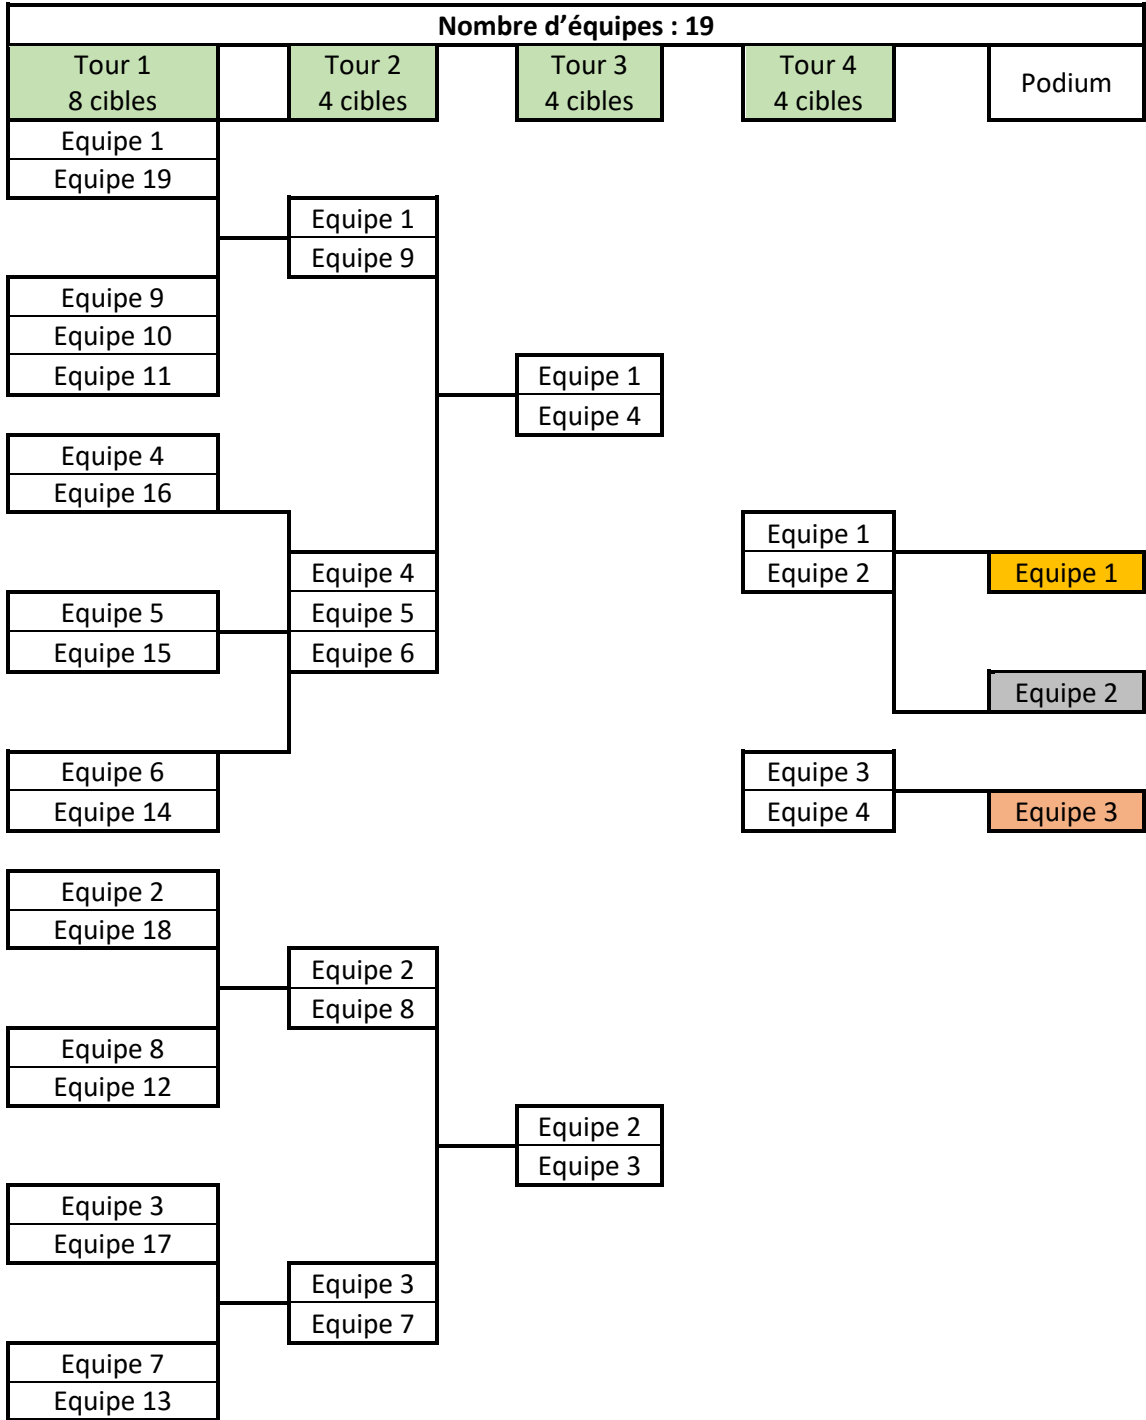 Nombre d’équipes : 19
Tour 1 Tour 2 Tour 3 Tour 4 Podium
8 cibles 4 cibles 4 cibles 4 cibles
Equipe 1
Equipe 19
Equipe 1
Equipe 9
Equipe 9
Equipe 10
Equipe 11
Equipe 1
Equipe 4
Equipe 4
Equipe 16
Equipe 1
Equipe 4
Equipe 2
Equipe 1
Equipe 5
Equipe 5
Equipe 15
Equipe 6
Equipe 2
Equipe 6
Equipe 3
Equipe 14
Equipe 4
Equipe 3
Equipe 2
Equipe 18
Equipe 2
Equipe 8
Equipe 8
Equipe 12
Equipe 2
Equipe 3
Equipe 3
Equipe 17
Equipe 3
Equipe 7
Equipe 7
Equipe 13